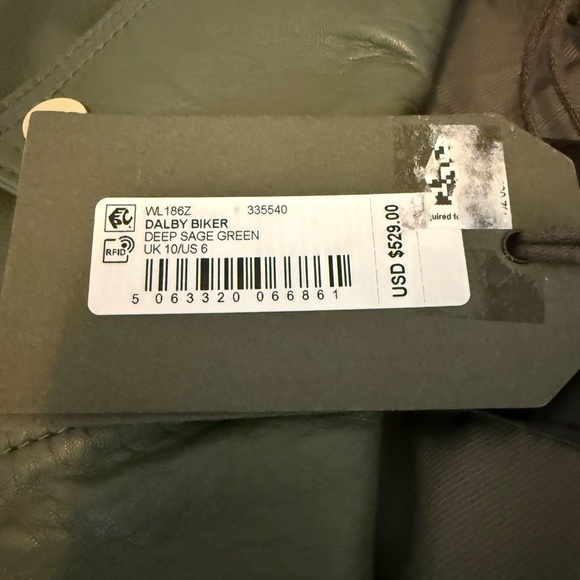 WL186Z 335540
DALBY BIKER
DEEP SAGE GREEN
UK 10/US 6
RFID
5 063320 066861
USD $529.00